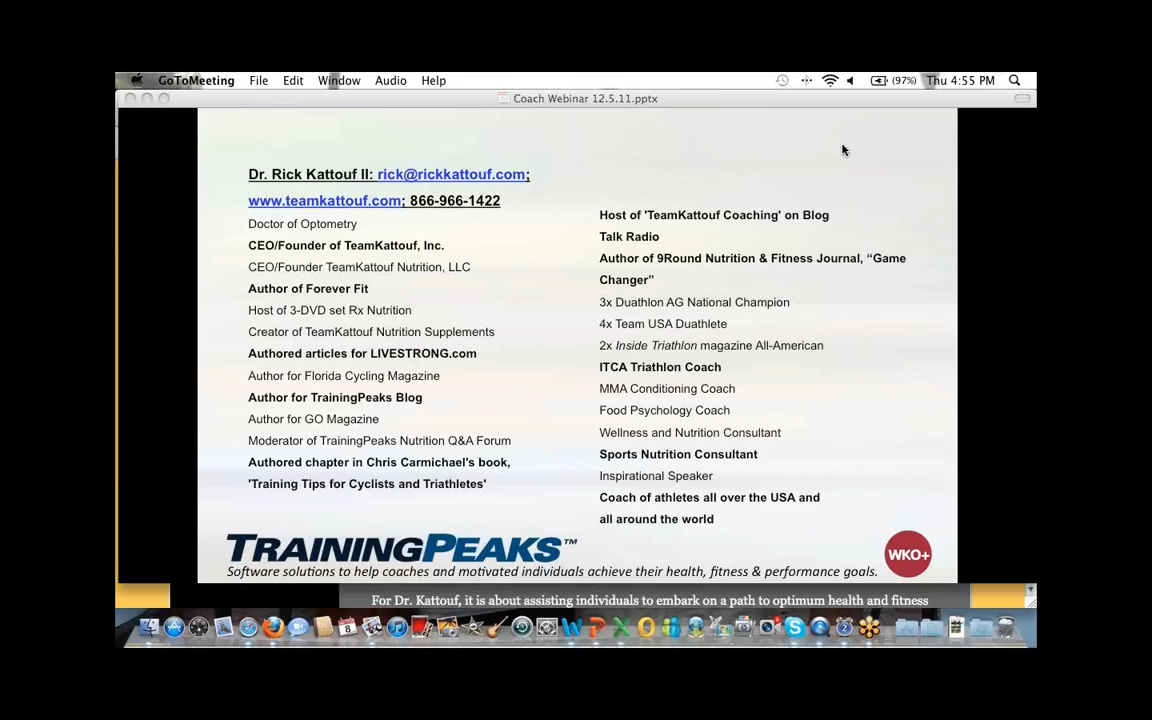 GoToMeeting File Edit Window Audio Help (97%) Thu 4:55 PM
Coach Webinar 12.5.11.pptx
Dr. Rick Kattouf II: rick@rickkattouf.com;
www.teamkattouf.com; 866-966-1422
Doctor of Optometry
CEO/Founder of TeamKattouf, Inc.
CEO/Founder TeamKattouf Nutrition, LLC
Author of Forever Fit
Host of 3-DVD set Rx Nutrition
Creator of TeamKattouf Nutrition Supplements
Authored articles for LIVESTRONG.com
Author for Florida Cycling Magazine
Author for TrainingPeaks Blog
Author for GO Magazine
Moderator of TrainingPeaks Nutrition Q&A Forum
Authored chapter in Chris Carmichael's book,
'Training Tips for Cyclists and Triathletes'
Host of 'TeamKattouf Coaching' on Blog
Talk Radio
Author of 9Round Nutrition & Fitness Journal, “Game
Changer”
3x Duathlon AG National Champion
4x Team USA Duathlete
2x Inside Triathlon magazine All-American
ITCA Triathlon Coach
MMA Conditioning Coach
Food Psychology Coach
Wellness and Nutrition Consultant
Sports Nutrition Consultant
Inspirational Speaker
Coach of athletes all over the USA and
all around the world
TRAININGPEAKS™
WKO+
Software solutions to help coaches and motivated individuals achieve their health, fitness & performance goals.
For Dr. Kattouf, it is about assisting individuals to embark on a path to optimum health and fitness
8